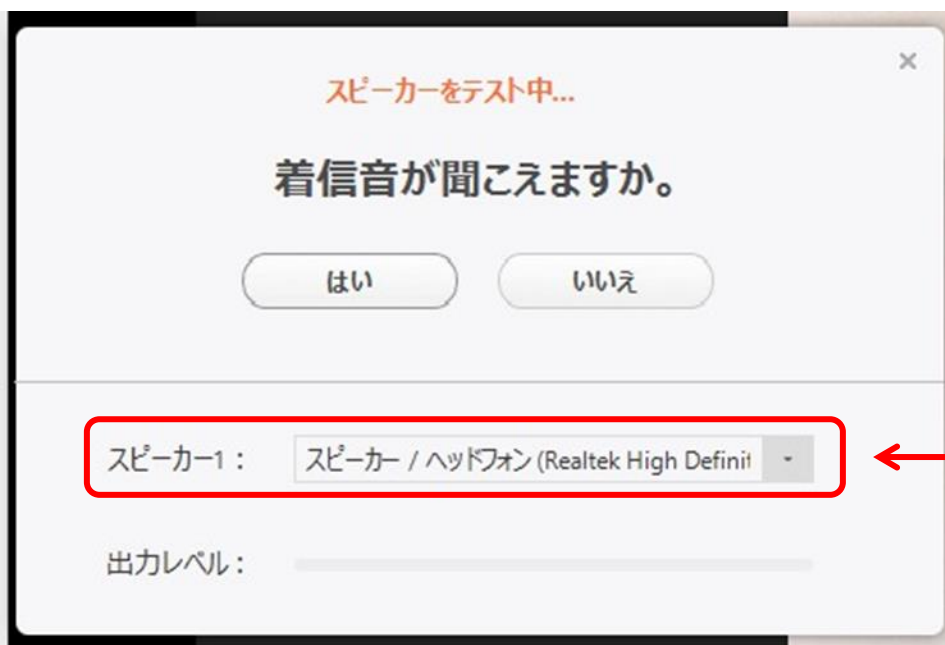 スピーカーをテスト中...
着信音が聞こえますか。
はい いいえ
スピーカー1： スピーカー / ヘッドフォン (Realtek High Definit
出力レベル：